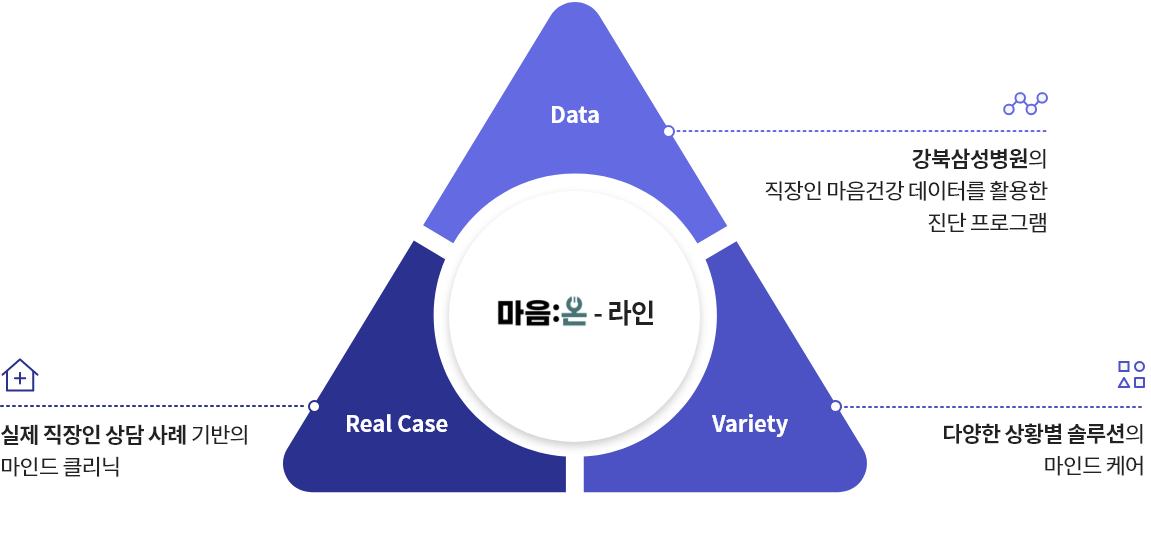 Data
강북삼성병원의
직장인 마음건강 데이터를 활용한
진단 프로그램
마음:온 - 라인
Real Case
실제 직장인 상담 사례 기반의
마인드 클리닉
Variety
다양한 상황별 솔루션의
마인드 케어